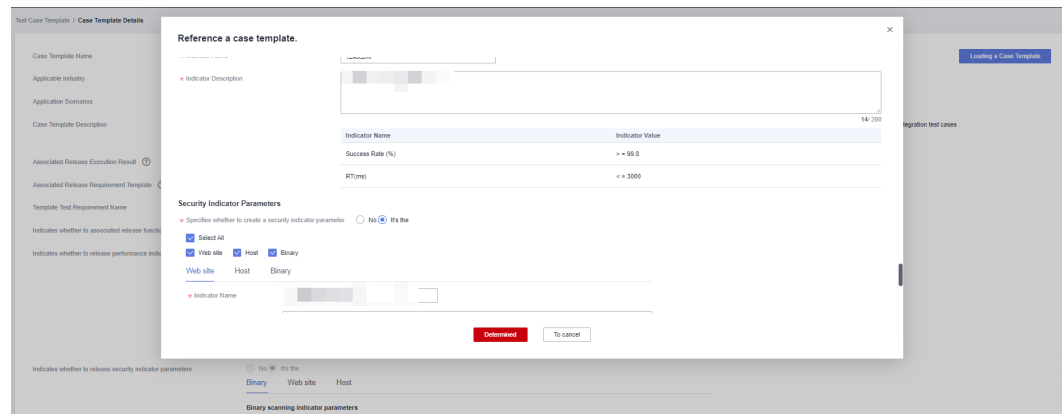 Test Case Template / Case Template Details
Reference a case template.
Case Template Name
Loading a Case Template
Applicable Industry
Indicator Description
Application Scenarios
Case Template Description
14/ 200
tegration test cases
Indicator Name Indicator Value
Success Rate (%) > = 99.8
Associated Release Execution Result
RT(ms) < = 3000
Associated Release Requirement Template
Template Test Requirement Name
Security Indicator Parameters
Specifies whether to create a security indicator parameter. No It's the
Indicates whether to associated release functio
Select All
Indicates whether to release performance indic
Web site Host Binary
Web site Host Binary
Indicator Name
Determined To cancel
Indicates whether to release security indicator parameters. No It's the
Binary Web site Host
Binary scanning indicator parameters